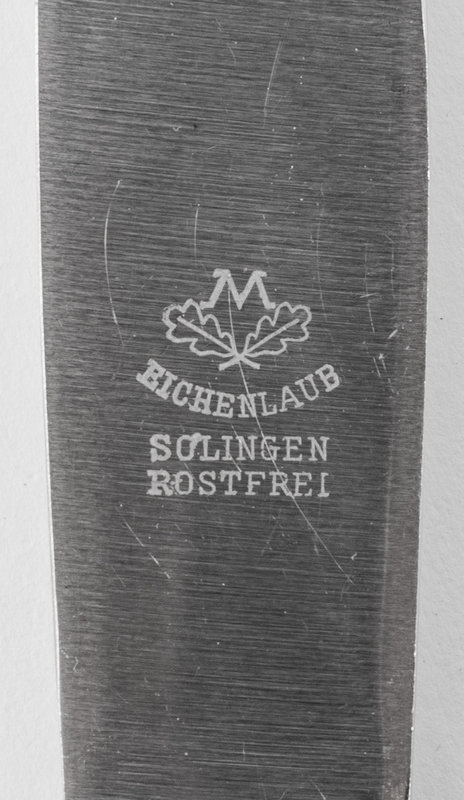 M
EICHENLAUB
SOLINGEN
ROSTFREI